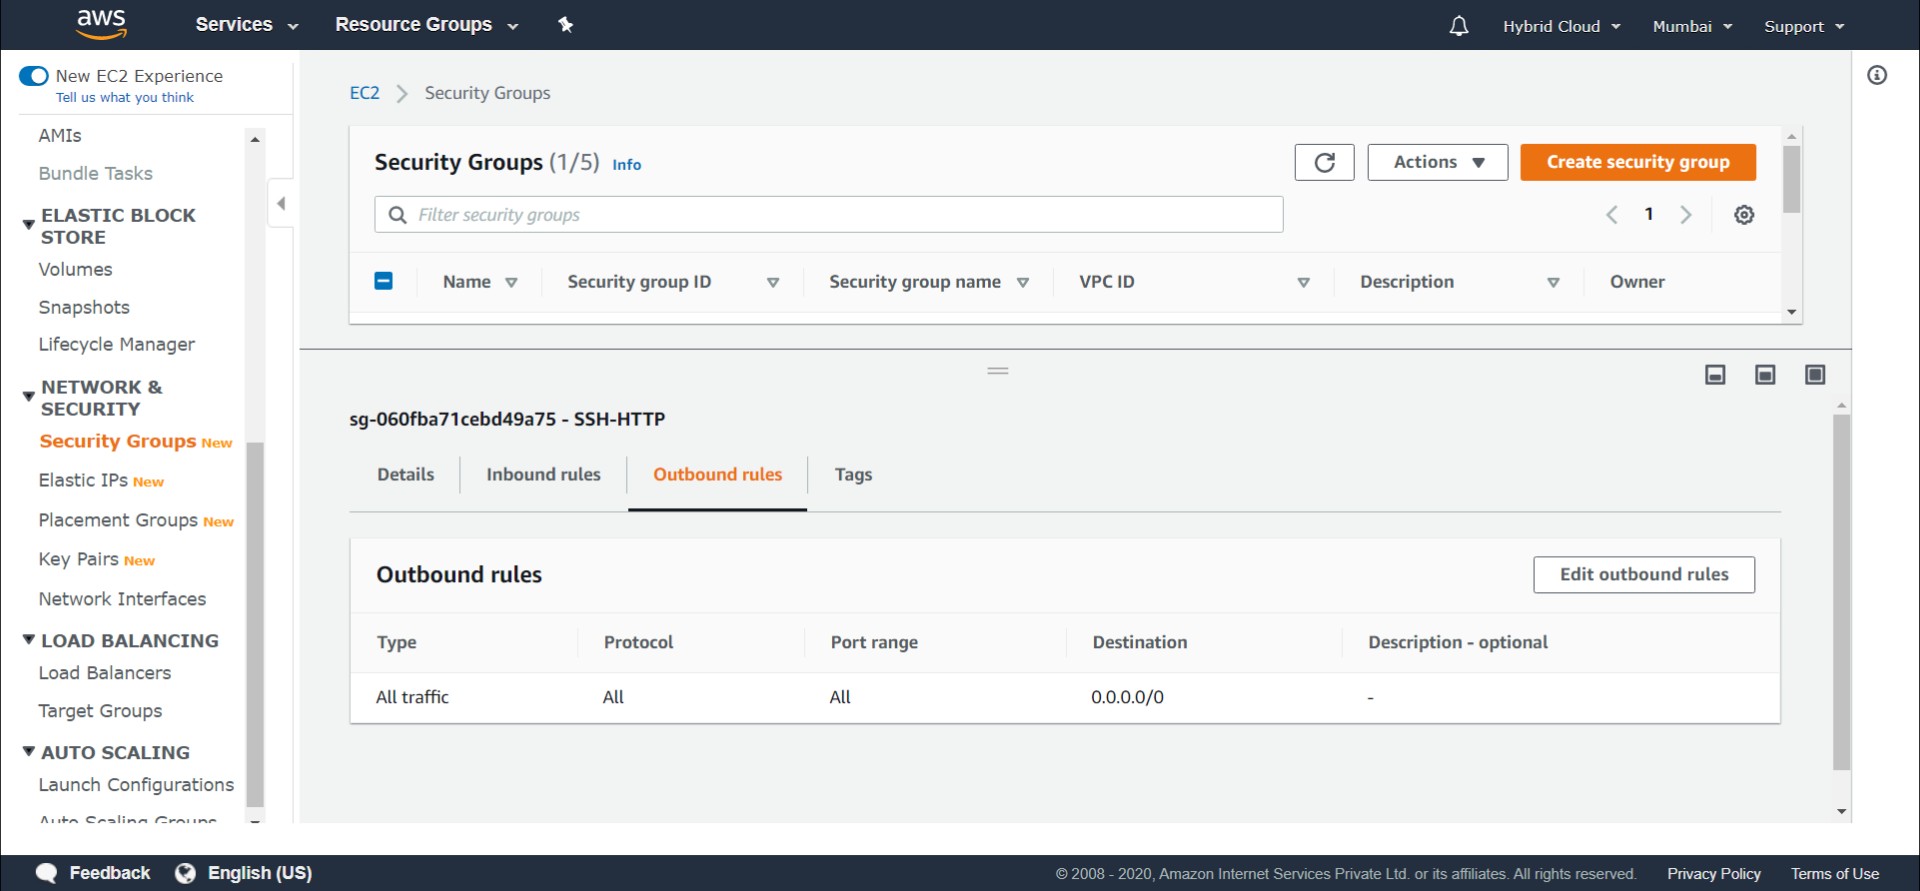 aws Services Resource Groups Hybrid Cloud Mumbai Support
New EC2 Experience
Tell us what you think
AMIs
Bundle Tasks
ELASTIC BLOCK
STORE
Volumes
Snapshots
Lifecycle Manager
NETWORK &
SECURITY
Security Groups New
Elastic IPs New
Placement Groups New
Key Pairs New
Network Interfaces
LOAD BALANCING
Load Balancers
Target Groups
AUTO SCALING
Launch Configurations
Auto Scaling Groups
EC2 Security Groups
Security Groups (1/5) Info Actions Create security group
Filter security groups 1
Name Security group ID Security group name VPC ID Description Owner
sg-060fba71cebd49a75 - SSH-HTTP
Details Inbound rules Outbound rules Tags
Outbound rules Edit outbound rules
Type Protocol Port range Destination Description - optional
All traffic All All 0.0.0.0/0 -
Feedback English (US) © 2008 - 2020, Amazon Internet Services Private Ltd. or its affiliates. All rights reserved. Privacy Policy Terms of Use